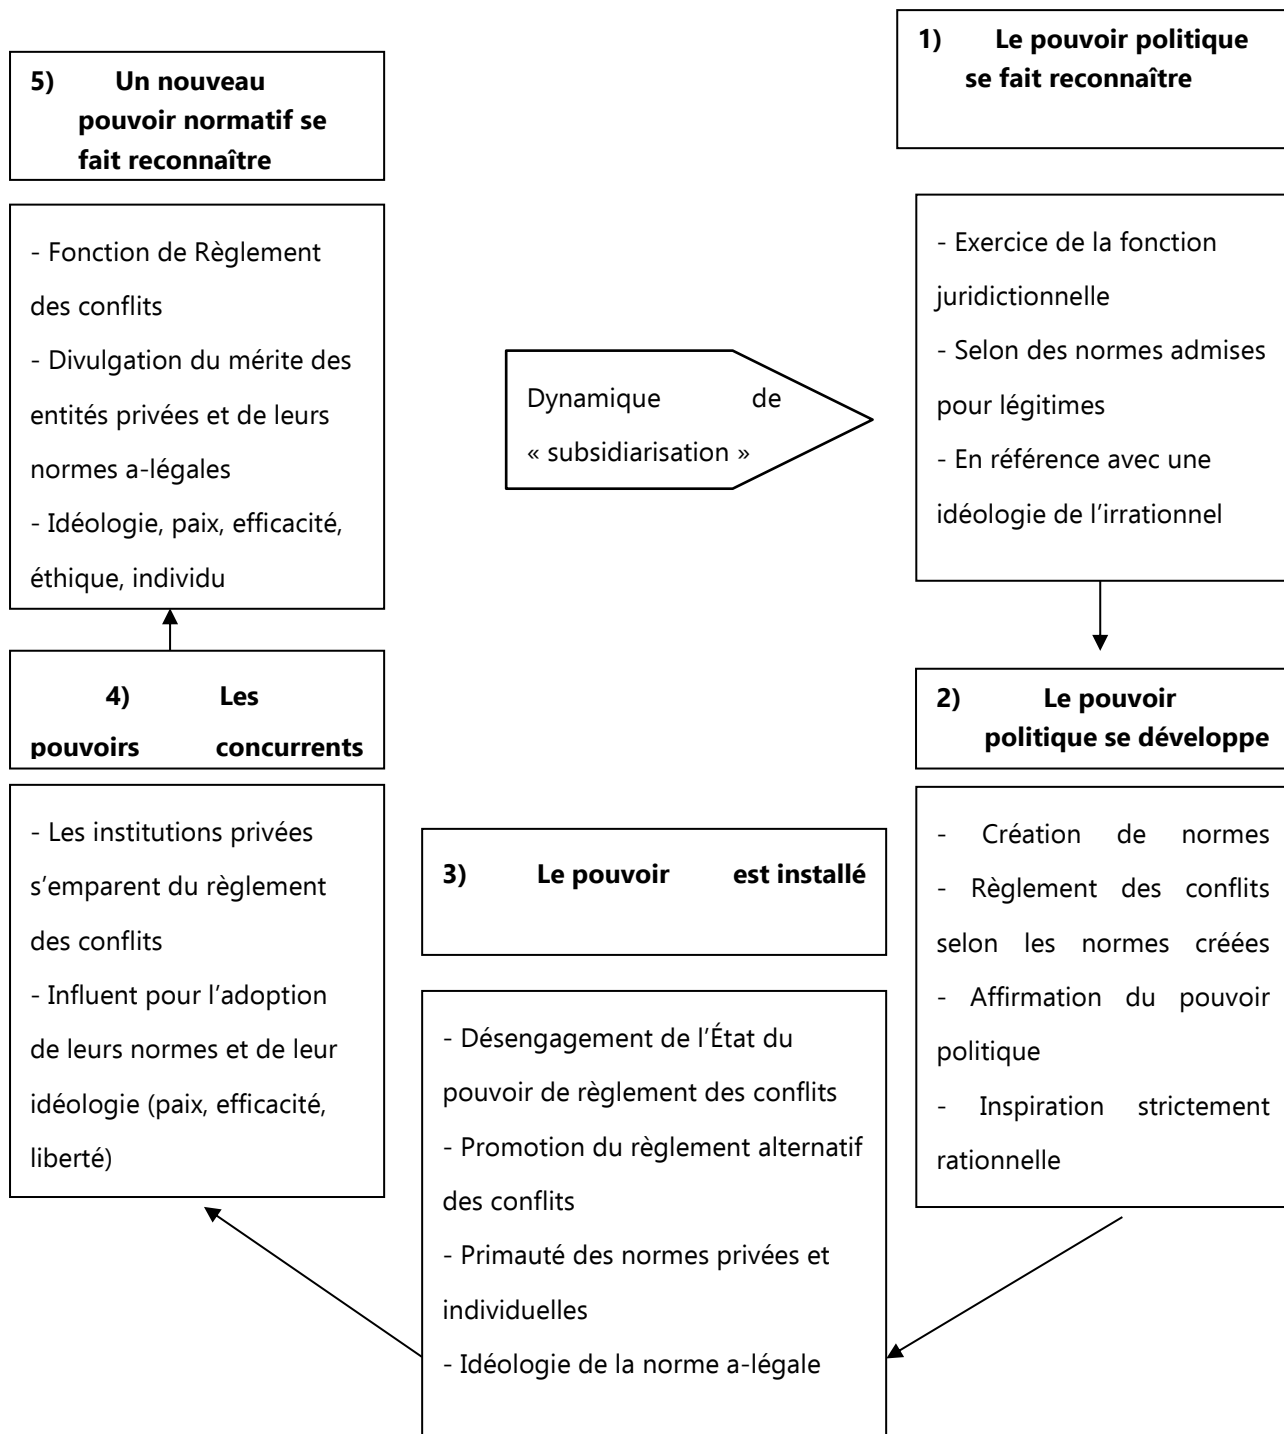 1) Le pouvoir politique
se fait reconnaître
- Exercice de la fonction
juridictionnelle
- Selon des normes admises
pour légitimes
- En référence avec une
idéologie de l’irrationnel
2) Le pouvoir
politique se développe
- Création de normes
- Règlement des conflits
selon les normes créées
- Affirmation du pouvoir
politique
- Inspiration strictement
rationnelle
3) Le pouvoir est installé
- Désengagement de l’État du
pouvoir de règlement des conflits
- Promotion du règlement alternatif
des conflits
- Primauté des normes privées et
individuelles
- Idéologie de la norme a-légale
4) Les
pouvoirs concurrents
- Les institutions privées
s’emparent du règlement
des conflits
- Influent pour l’adoption
de leurs normes et de leur
idéologie (paix, efficacité,
liberté)
5) Un nouveau
pouvoir normatif se
fait reconnaître
- Fonction de Règlement
des conflits
- Divulgation du mérite des
entités privées et de leurs
normes a-légales
- Idéologie, paix, efficacité,
éthique, individu
Dynamique de
« subsidiarisation »